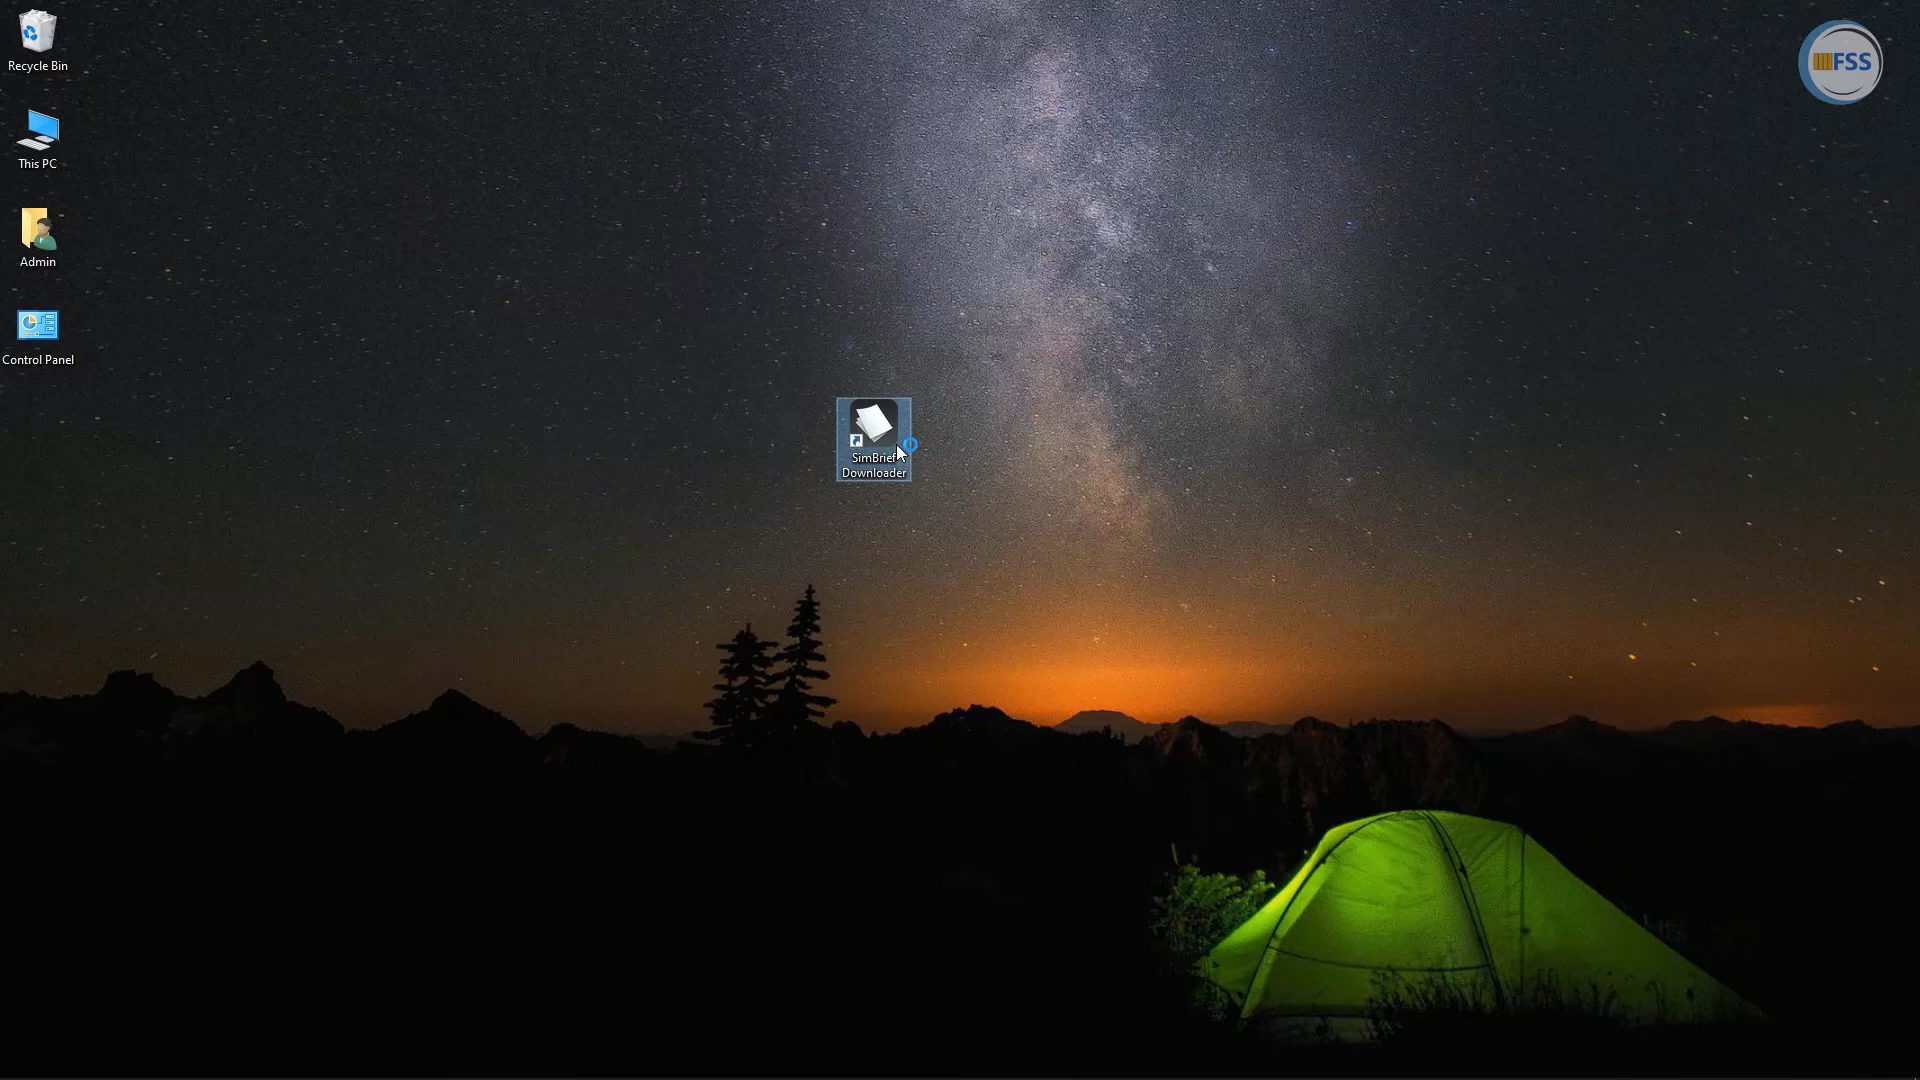 Recycle Bin
This PC
Admin
Control Panel
SimBrief
Downloader
FSS